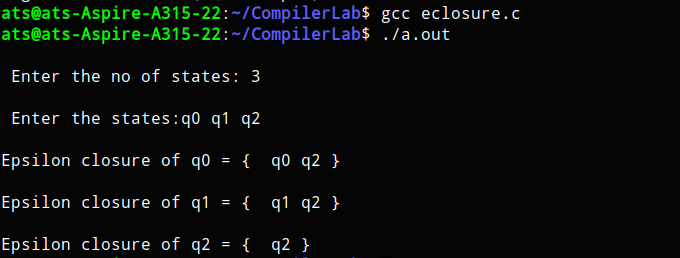 ats@ats-Aspire-A315-22:~/CompilerLab$ gcc eclosure.c
ats@ats-Aspire-A315-22:~/CompilerLab$ ./a.out
Enter the no of states: 3
Enter the states:q0 q1 q2
Epsilon closure of q0 = {  q0 q2 }
Epsilon closure of q1 = {  q1 q2 }
Epsilon closure of q2 = {  q2 }